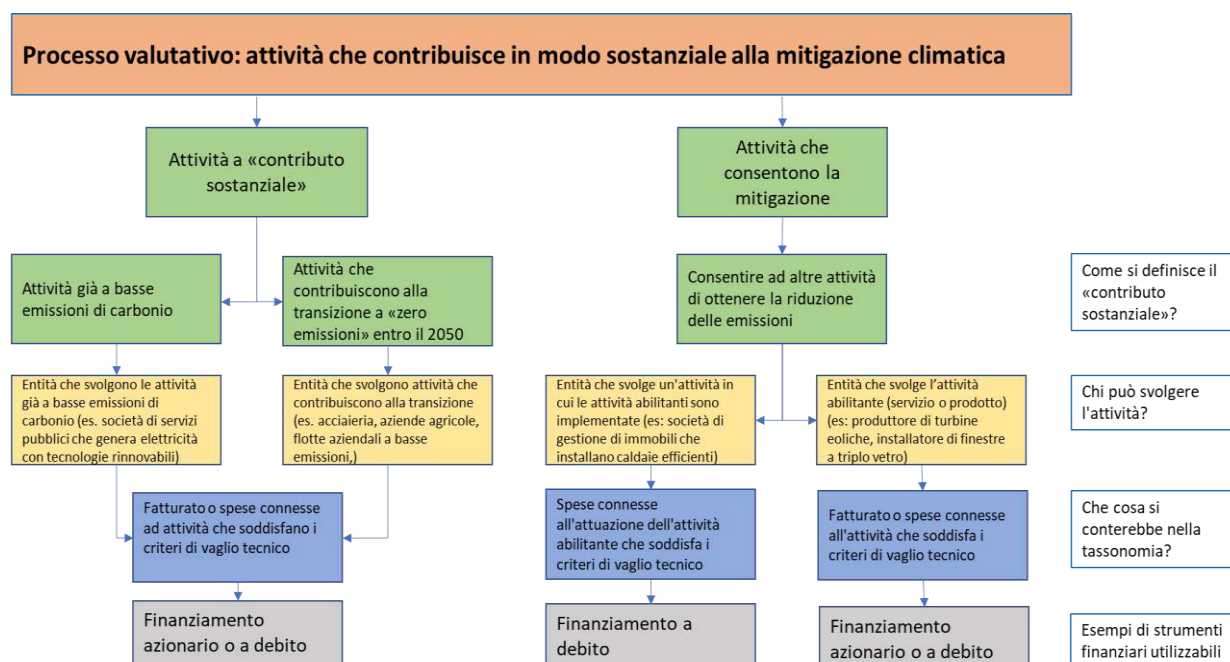 Processo valutativo: attività che contribuisce in modo sostanziale alla mitigazione climatica
Attività a «contributo
sostanziale»
Attività che
consentono la
mitigazione
Attività già a basse
emissioni di carbonio
Attività che
contribuiscono alla
transizione a «zero
emissioni» entro il 2050
Consentire ad altre attività
di ottenere la riduzione
delle emissioni
Come si definisce il
«contributo
sostanziale»?
Entità che svolgono le attività
già a basse emissioni di
carbonio (es. società di servizi
pubblici che genera elettricità
con tecnologie rinnovabili)
Entità che svolgono attività che
contribuiscono alla transizione
(es. acciaieria, aziende agricole,
flotte aziendali a basse
emissioni,)
Entità che svolge un'attività in
cui le attività abilitanti sono
implementate (es: società di
gestione di immobili che
installano caldaie efficienti)
Entità che svolge l’attività
abilitante (servizio o prodotto)
(es: produttore di turbine
eoliche, installatore di finestre
a triplo vetro)
Chi può svolgere
l'attività?
Fatturato o spese connesse
ad attività che soddisfano i
criteri di vaglio tecnico
Spese connesse
all'attuazione dell'attività
abilitante che soddisfa i
criteri di vaglio tecnico
Fatturato o spese connesse
all'attività che soddisfa i
criteri di vaglio tecnico
Che cosa si
conterebbe nella
tassonomia?
Finanziamento
azionario o a debito
Finanziamento a
debito
Finanziamento
azionario o a debito
Esempi di strumenti
finanziari utilizzabili